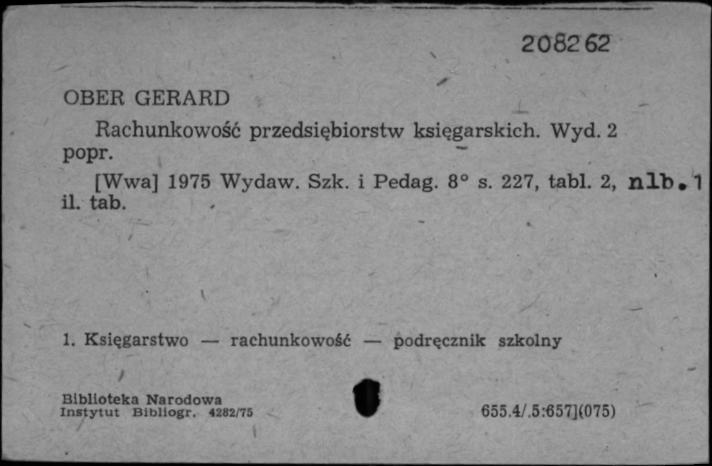 208262
OBER GERARD
Rachunkowość przedsiębiorstw księgarskich. Wyd. 2
popr.
[Wwa] 1975 Wydaw. Szk. i Pedag. 8° s. 227, tabl. 2, nlb. 1
il. tab.
1. Księgarstwo — rachunkowość — podręcznik szkolny
Biblioteka Narodowa
Instytut Bibliogr. 4282/75
655.4/.5:657](075)